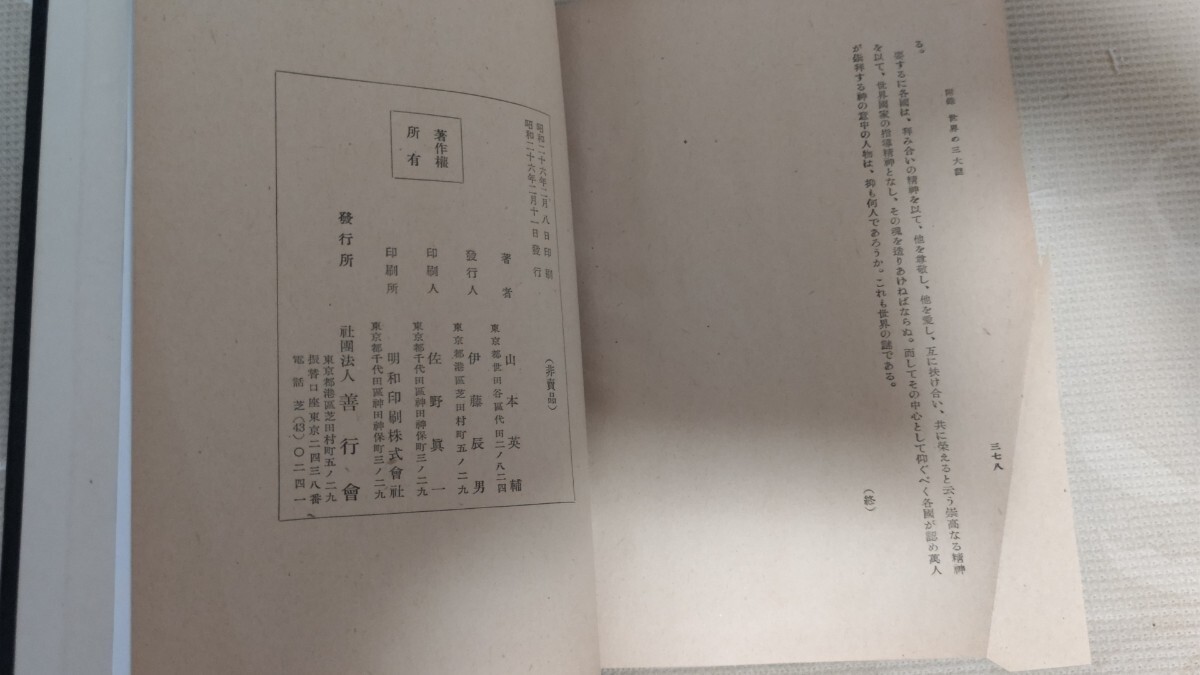 附錄 世界の三大謎
三七八
る。
要するに各國は、拜み合いの精神を以て、他を尊敬し、他を愛し、互に扶け合い、共に榮えると云う崇高なる精神
を以て、世界國家の指導精神となし、その魂を造りあげねばならぬ。而してその中心として仰ぐべく各國が認め萬人
が崇拜する神の意中の人物は、抑も何人であろうか。これも世界の謎である。
(終)
(非賣品)
昭和二十六年二月八日印刷
昭和二十六年二月十一日發行
著作權
所有
著者
東京都世田谷區代田二ノ八二四
山本英輔
發行人
東京都港區芝田村町五ノ二九
伊藤辰男
印刷人
東京都千代田區神田神保町三ノ二九
佐野眞一
印刷所
東京都千代田區神田神保町三ノ二九
明和印刷株式會社
發行所
社團法人 善行會
東京都港區芝田村町五ノ二九
振替口座東京二四三八番
電話芝(43)〇二四一